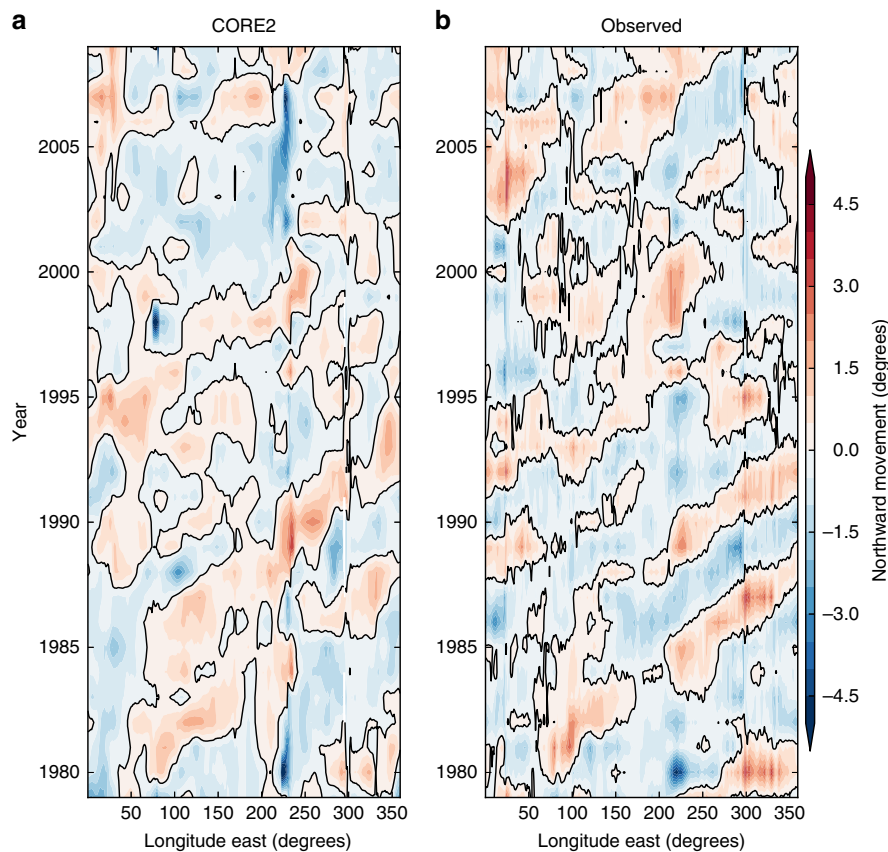 a
CORE2
b
Observed
2005
2000
1995
1990
1985
1980
Year
50 100 150 200 250 300 350
Longitude east (degrees)
50 100 150 200 250 300 350
Longitude east (degrees)
4.5
3.0
1.5
0.0
−1.5
−3.0
−4.5
Northward movement (degrees)
2005
2000
1995
1990
1985
1980